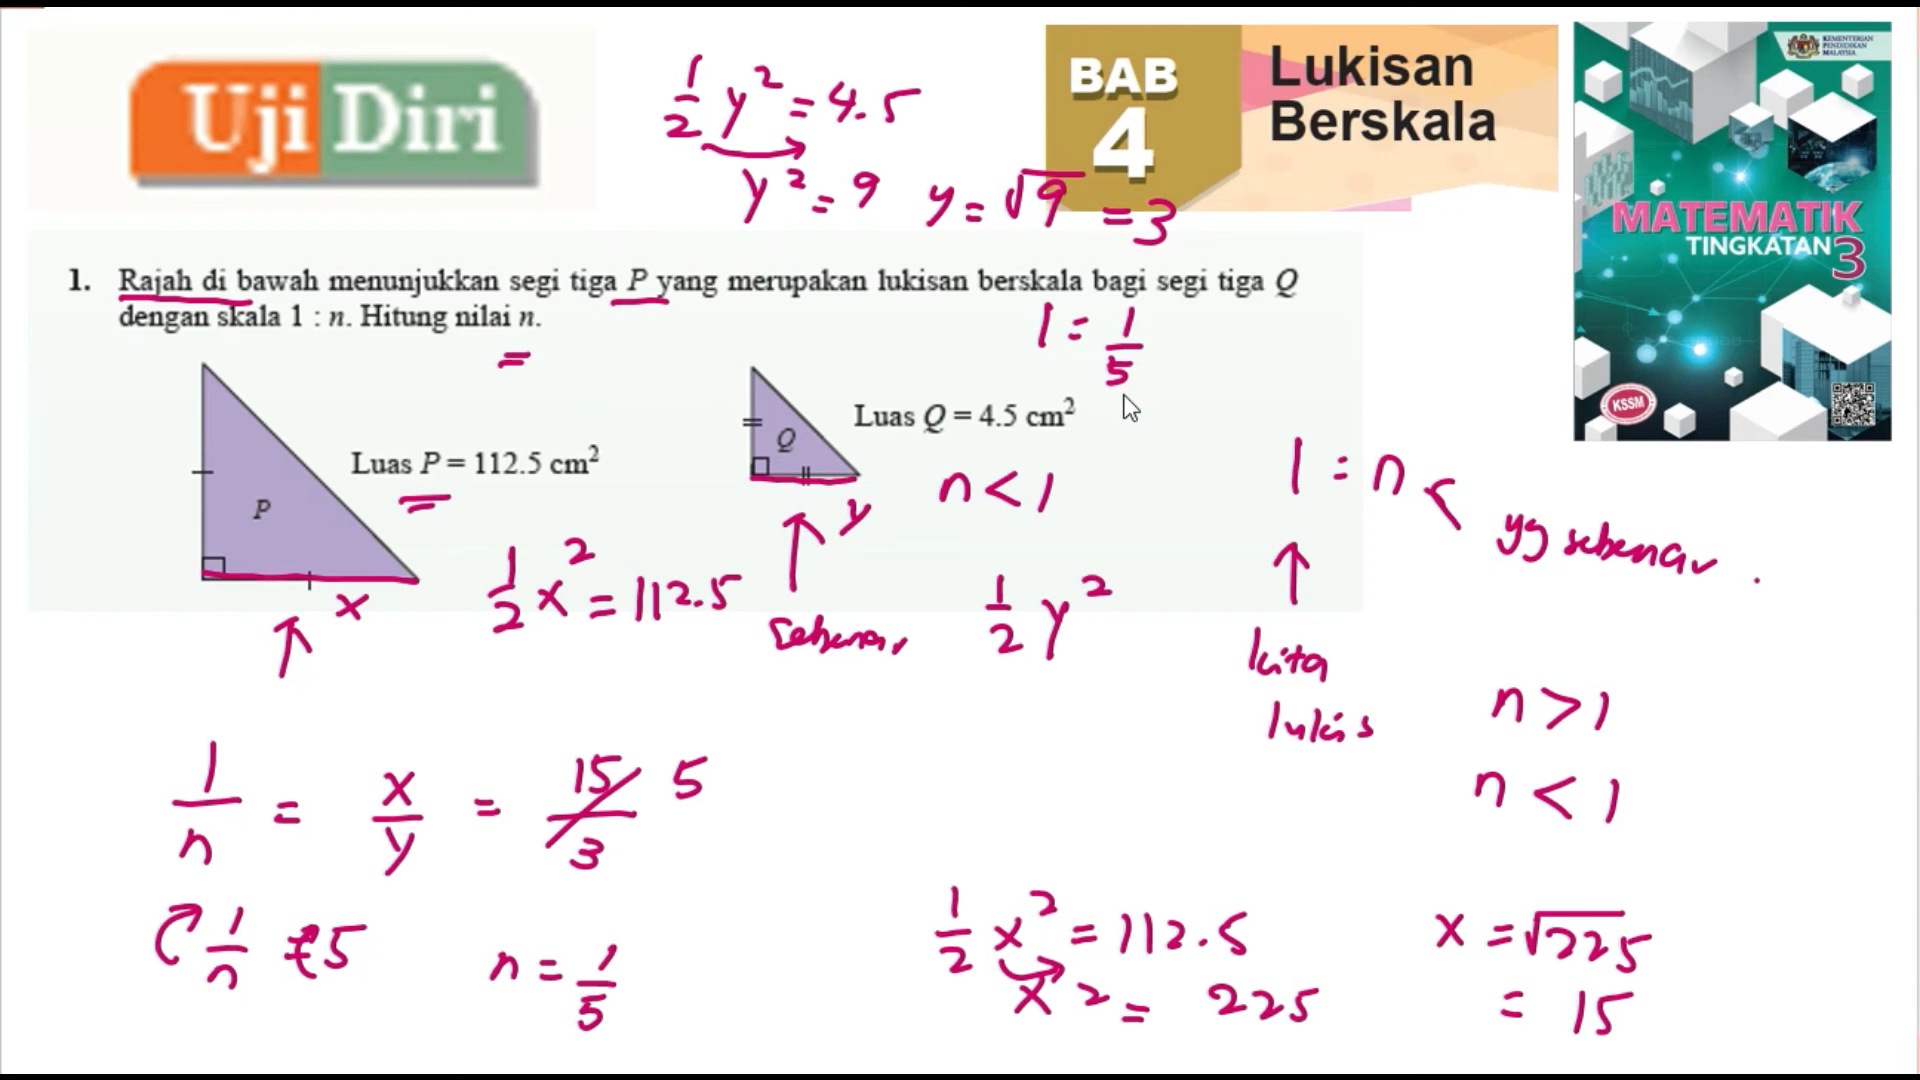 Uji Diri
1/2 y² = 4.5
y² = 9 y = √9 = 3
BAB 4
Lukisan
Berskala
KEMENTERIAN
PENDIDIKAN
MALAYSIA
MATEMATIK
TINGKATAN 3
KSSM
1. Rajah di bawah menunjukkan segi tiga P yang merupakan lukisan berskala bagi segi tiga Q
dengan skala 1 : n. Hitung nilai n.
1 : 1/5
P
Luas P = 112.5 cm²
x
1/2 x² = 112.5
Q
Luas Q = 4.5 cm²
y
n < 1
sebenar
1/2 y²
1 : n
yg sebenar.
kita
lukis
n > 1
n < 1
1/n = x/y = 15/3 5
1/n = 5
n = 1/5
1/2 x² = 112.5
x² = 225
x = √225
= 15